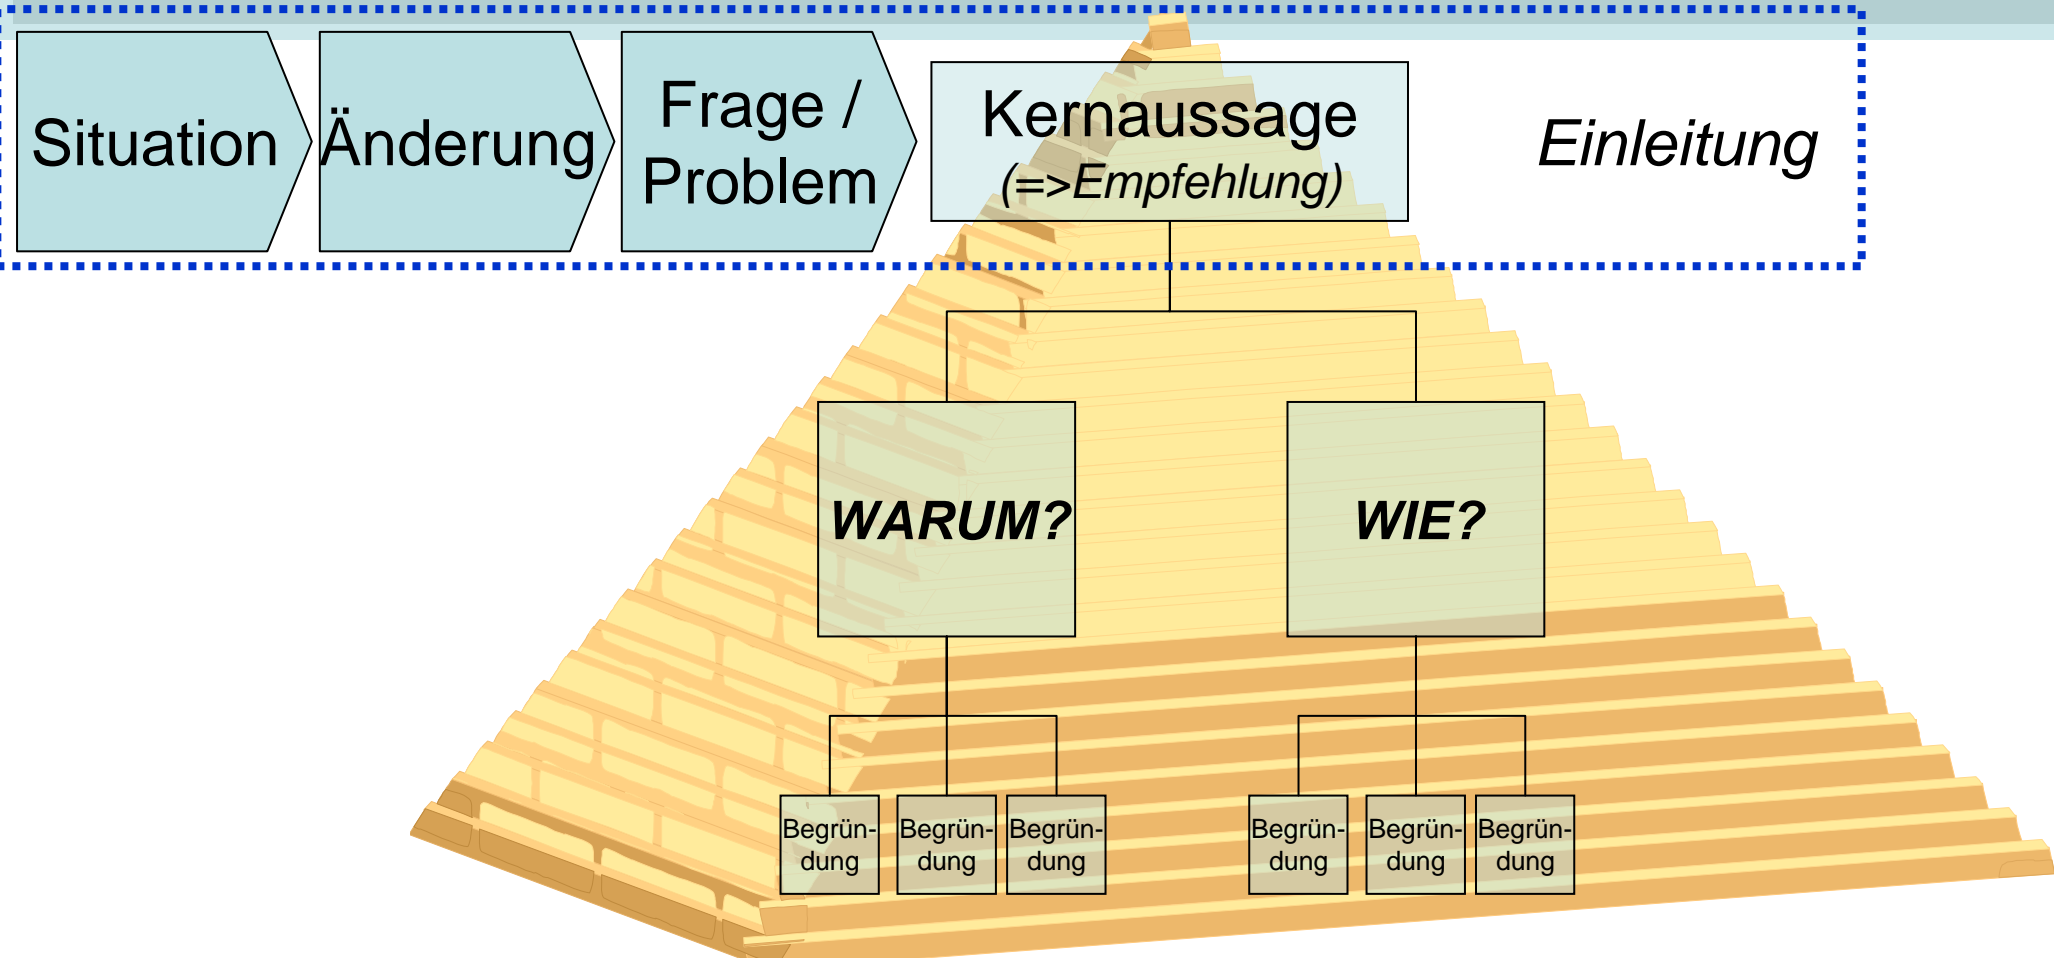 Situation
Änderung
Frage /
Problem
Kernaussage
(=>Empfehlung)
Einleitung
WARUM?
WIE?
Begrün-
dung
Begrün-
dung
Begrün-
dung
Begrün-
dung
Begrün-
dung
Begrün-
dung